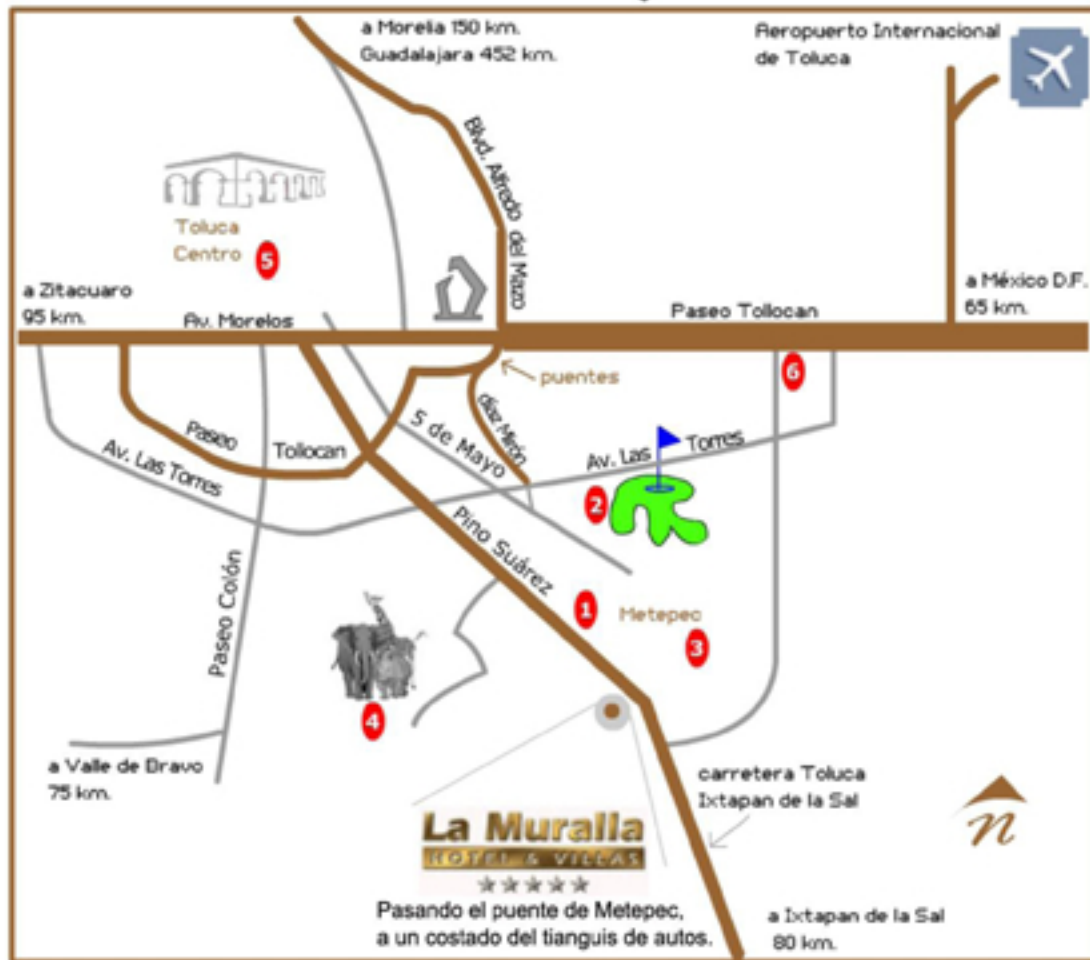 a Morelia 150 km.
Guadalajara 452 km.
Aeropuerto Internacional
de Toluca
Blvd. Alfredo del Mazo
Toluca
Centro
5
a Zitacuaro
95 km.
Av. Morelos
Paseo Tollocan
a México D.F.
65 km.
puentes
6
Paseo Tollocan
Av. Las Torres
5 de Mayo
díaz Mirón
Av. Las Torres
2
Pino Suárez
Paseo Colón
1
Metepec
3
4
a Valle de Bravo
75 km.
carretera Toluca
Ixtapan de la Sal
n
La Muralla
HOTEL & VILLAS
Pasando el puente de Metepec,
a un costado del tianguis de autos.
a Ixtapan de la Sal
80 km.